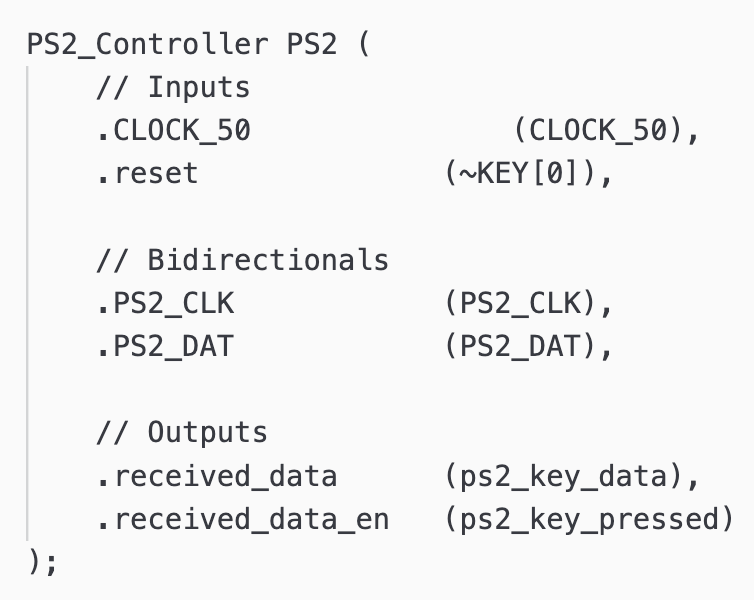 PS2_Controller PS2 (
    // Inputs
    .CLOCK_50               (CLOCK_50),
    .reset              (~KEY[0]),

    // Bidirectionals
    .PS2_CLK            (PS2_CLK),
    .PS2_DAT            (PS2_DAT),

    // Outputs
    .received_data      (ps2_key_data),
    .received_data_en   (ps2_key_pressed)
);